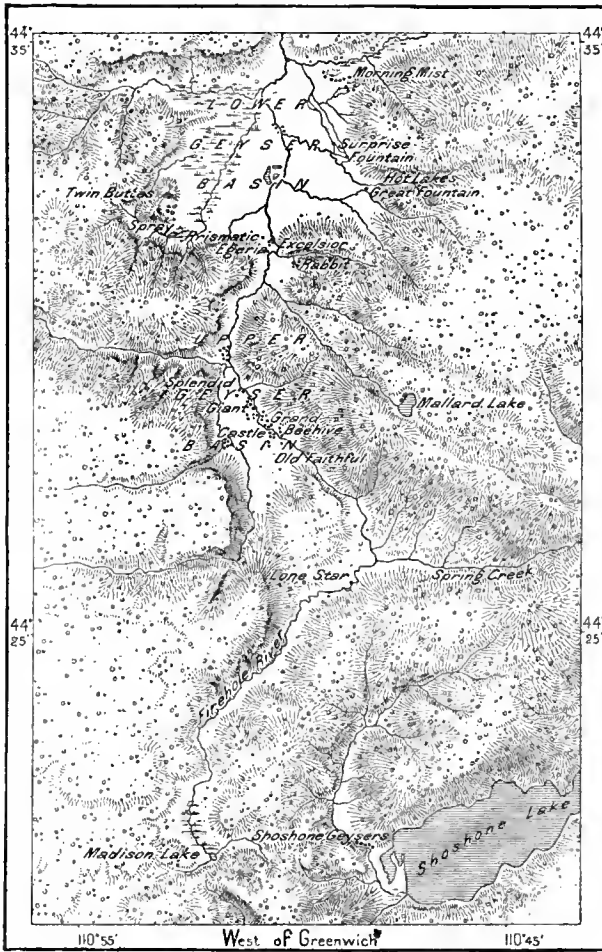 44°
35'
44°
35'
Morning Mist
LOWER
GEYSER
BASIN
Surprise
Fountain
Hot Lakes
Great Fountain
Twin Buttes
Spray
Prismatic
Egeria
Excelsior
Rabbit
UPPER
GEYSER
BASIN
Splendid
Giant
Grand
Castle
Beehive
Old Faithful
Mallard Lake
Lone Star
Spring Creek
44°
25'
44°
25'
Firehole River
Shoshone Geysers
Shoshone Lake
Madison Lake
110°55'
West of Greenwich
110°45'